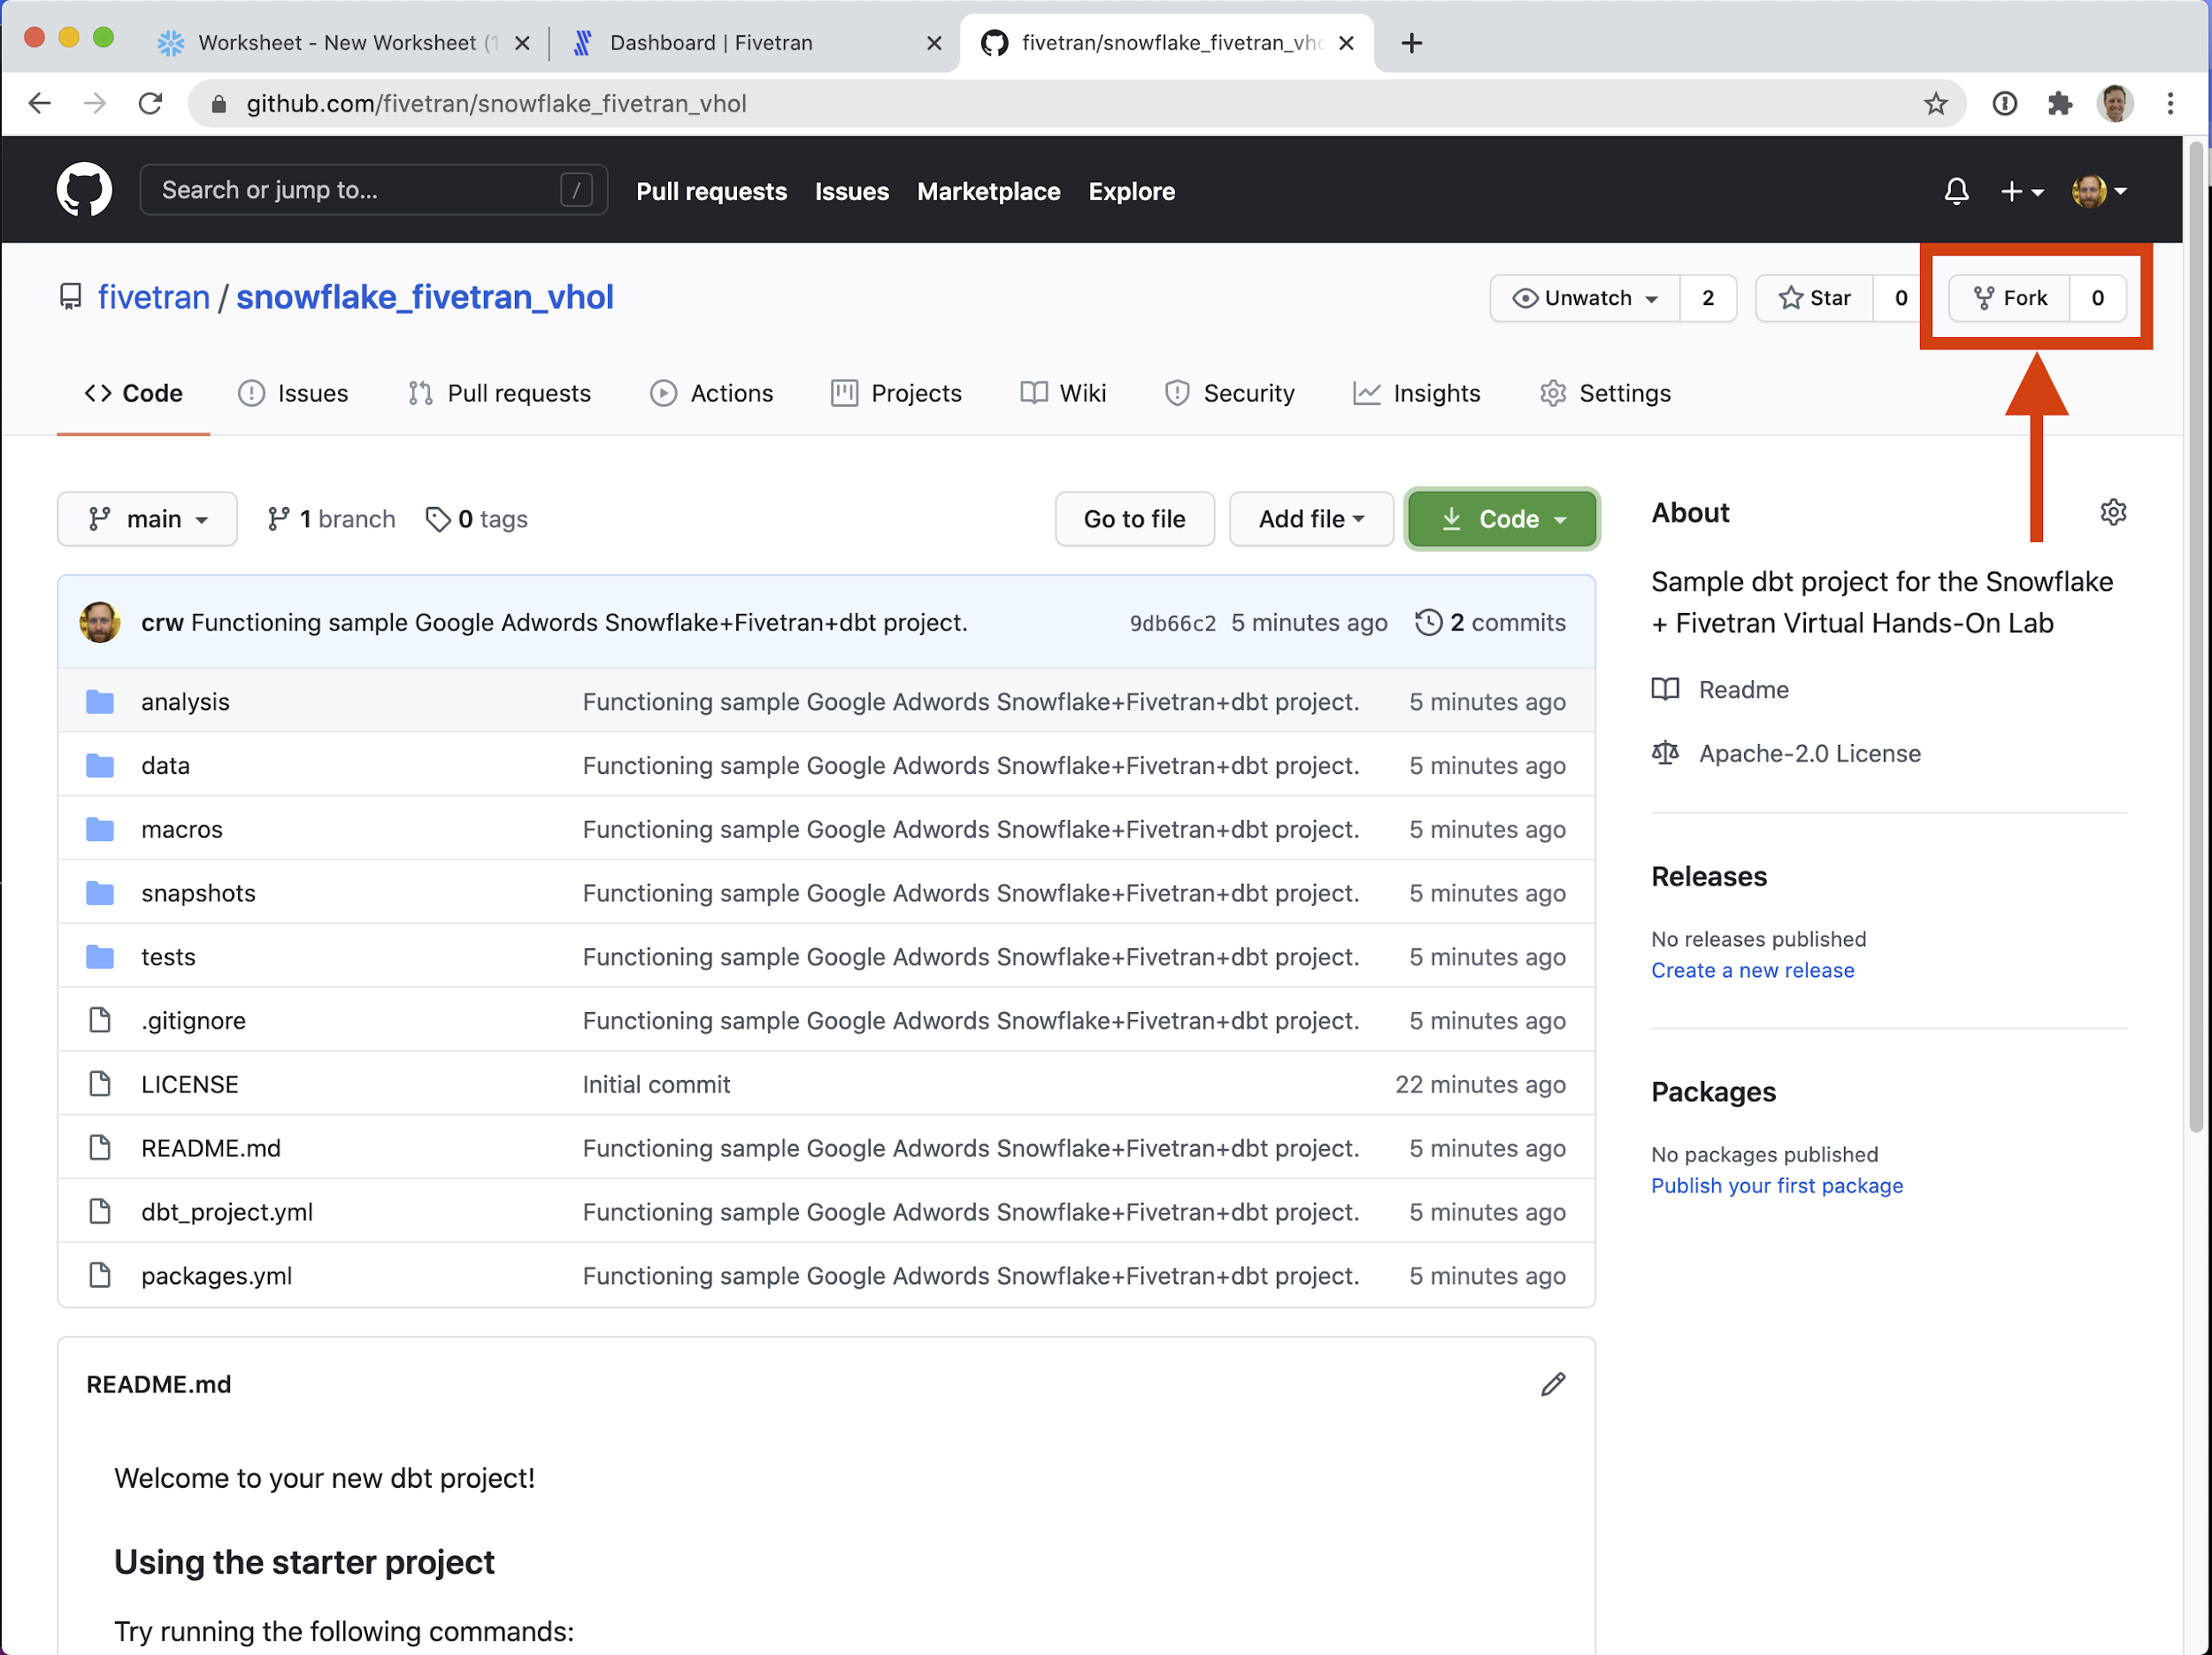 Worksheet - New Worksheet (1
Dashboard | Fivetran
fivetran/snowflake_fivetran_vho
github.com/fivetran/snowflake_fivetran_vhol
Search or jump to...
/
Pull requests
Issues
Marketplace
Explore
fivetran / snowflake_fivetran_vhol
Unwatch
2
Star
0
Fork
0
Code
Issues
Pull requests
Actions
Projects
Wiki
Security
Insights
Settings
main
1 branch
0 tags
Go to file
Add file
Code
crw Functioning sample Google Adwords Snowflake+Fivetran+dbt project. 9db66c2 5 minutes ago 2 commits
analysis Functioning sample Google Adwords Snowflake+Fivetran+dbt project. 5 minutes ago
data Functioning sample Google Adwords Snowflake+Fivetran+dbt project. 5 minutes ago
macros Functioning sample Google Adwords Snowflake+Fivetran+dbt project. 5 minutes ago
snapshots Functioning sample Google Adwords Snowflake+Fivetran+dbt project. 5 minutes ago
tests Functioning sample Google Adwords Snowflake+Fivetran+dbt project. 5 minutes ago
.gitignore Functioning sample Google Adwords Snowflake+Fivetran+dbt project. 5 minutes ago
LICENSE Initial commit 22 minutes ago
README.md Functioning sample Google Adwords Snowflake+Fivetran+dbt project. 5 minutes ago
dbt_project.yml Functioning sample Google Adwords Snowflake+Fivetran+dbt project. 5 minutes ago
packages.yml Functioning sample Google Adwords Snowflake+Fivetran+dbt project. 5 minutes ago
README.md
Welcome to your new dbt project!
Using the starter project
Try running the following commands:
About
Sample dbt project for the Snowflake
+ Fivetran Virtual Hands-On Lab
Readme
Apache-2.0 License
Releases
No releases published
Create a new release
Packages
No packages published
Publish your first package